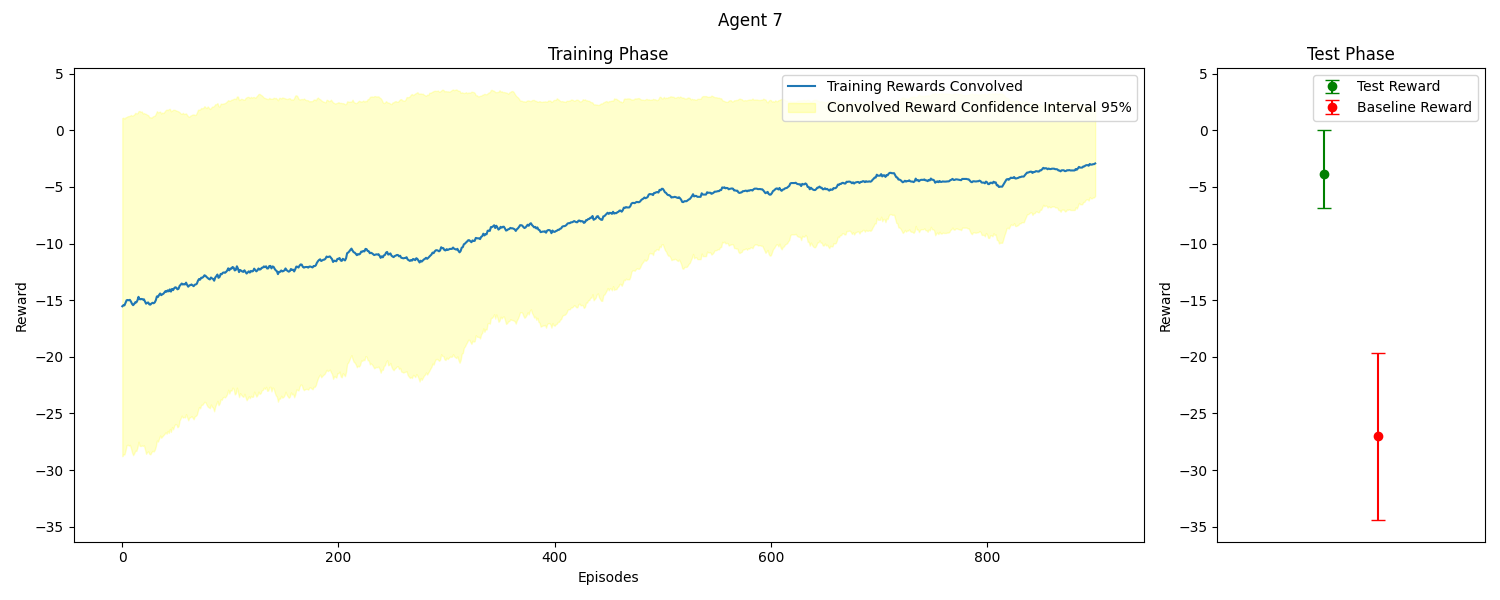 Agent 7
Training Phase
Training Rewards Convolved
Convolved Reward Confidence Interval 95%
5
0
−5
−10
−15
−20
−25
−30
−35
Reward
0
200
400
600
800
Episodes
Test Phase
Test Reward
Baseline Reward
5
0
−5
−10
−15
−20
−25
−30
−35
Reward